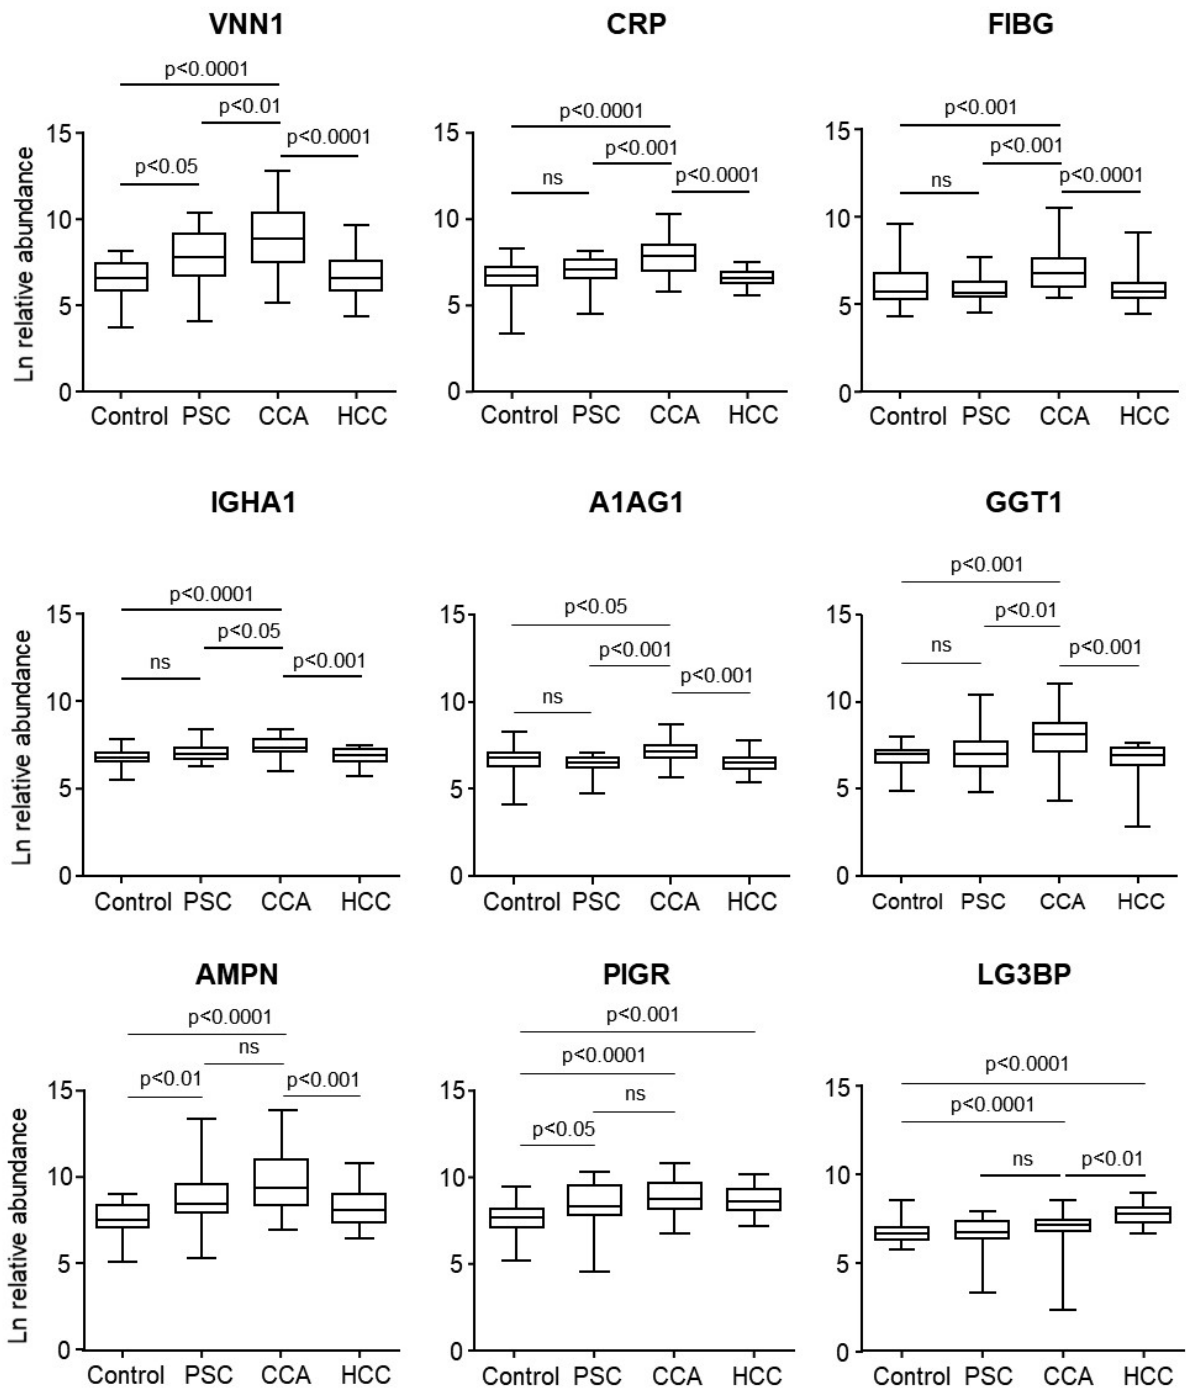 VNN1
CRP
FIBG
p<0.0001
p<0.01
p<0.0001
p<0.05
p<0.0001
p<0.001
p<0.0001
ns
p<0.001
p<0.001
p<0.0001
ns
Ln relative abundance
15
10
5
0
Control PSC CCA HCC
15
10
5
0
Control PSC CCA HCC
15
10
5
0
Control PSC CCA HCC
IGHA1
A1AG1
GGT1
p<0.0001
p<0.05
p<0.001
ns
p<0.05
p<0.001
p<0.001
ns
p<0.001
p<0.01
p<0.001
ns
Ln relative abundance
15
10
5
0
Control PSC CCA HCC
15
10
5
0
Control PSC CCA HCC
15
10
5
0
Control PSC CCA HCC
AMPN
PIGR
LG3BP
p<0.0001
ns
p<0.01
p<0.001
p<0.001
p<0.0001
ns
p<0.05
p<0.0001
p<0.0001
ns
p<0.01
Ln relative abundance
15
10
5
0
Control PSC CCA HCC
15
10
5
0
Control PSC CCA HCC
15
10
5
0
Control PSC CCA HCC